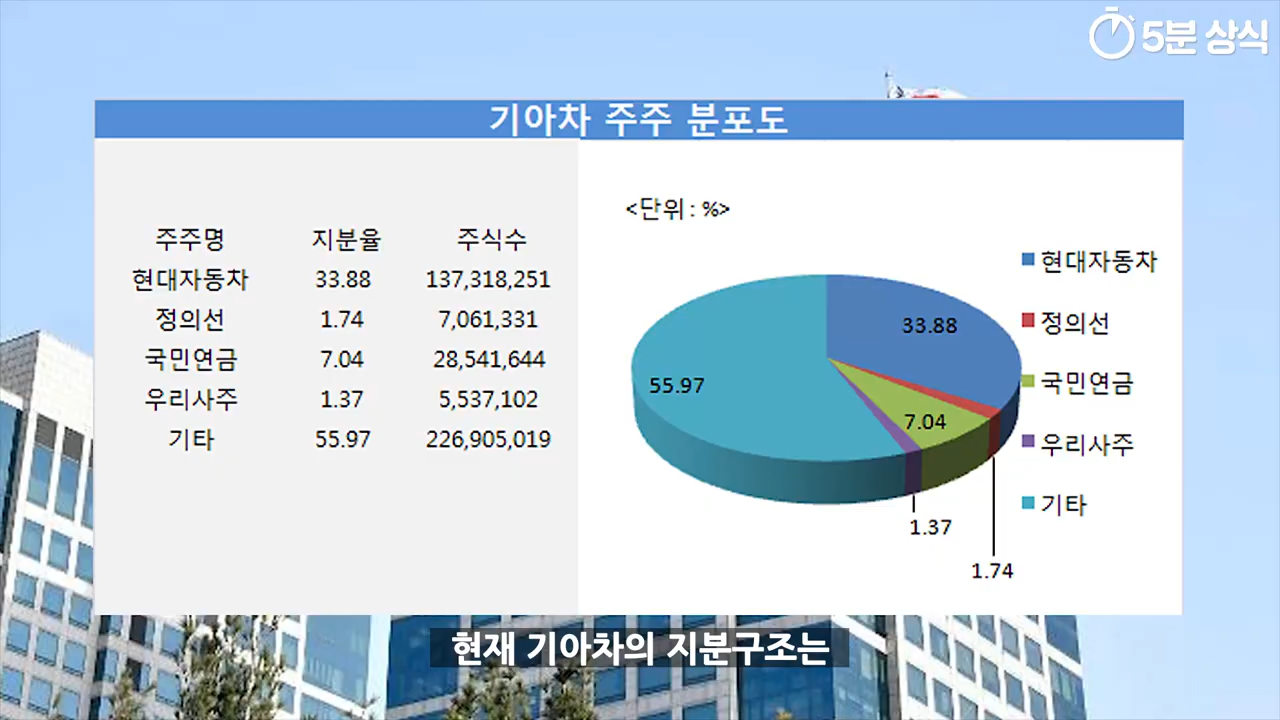 5분 상식
기아차 주주 분포도
<단위 : %>
주주명 지분율 주식수
현대자동차 33.88 137,318,251
정의선 1.74 7,061,331
국민연금 7.04 28,541,644
우리사주 1.37 5,537,102
기타 55.97 226,905,019
33.88
55.97
7.04
1.37
1.74
현대자동차
정의선
국민연금
우리사주
기타
현재 기아차의 지분구조는